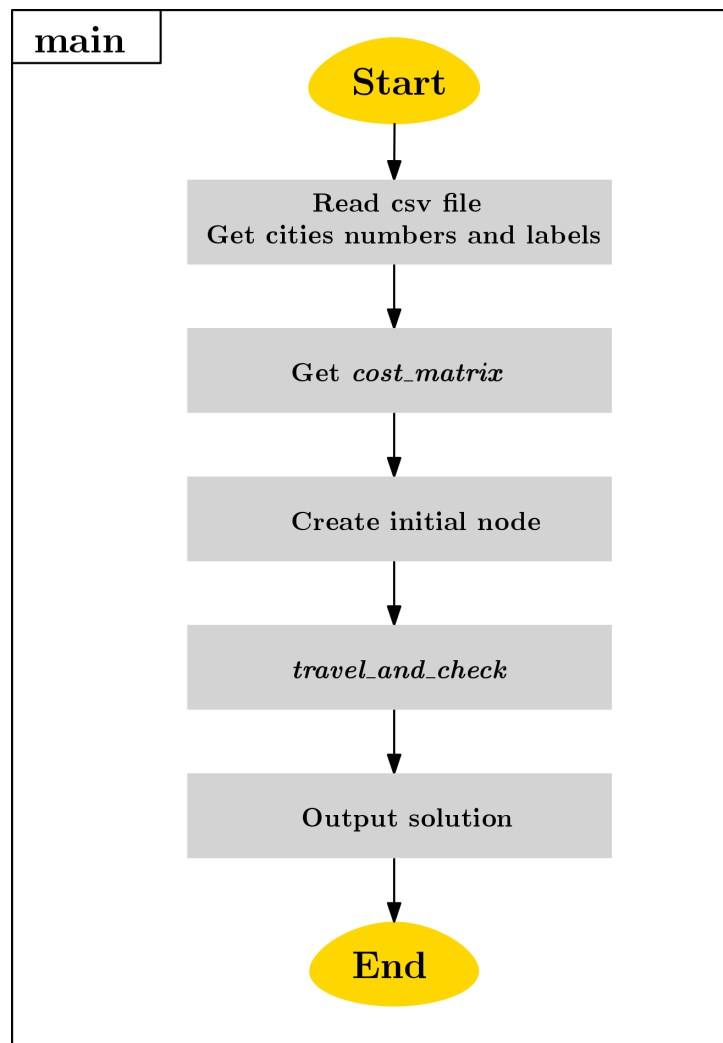 main
Start
Read csv file
Get cities numbers and labels
Get cost_matrix
Create initial node
travel_and_check
Output solution
End